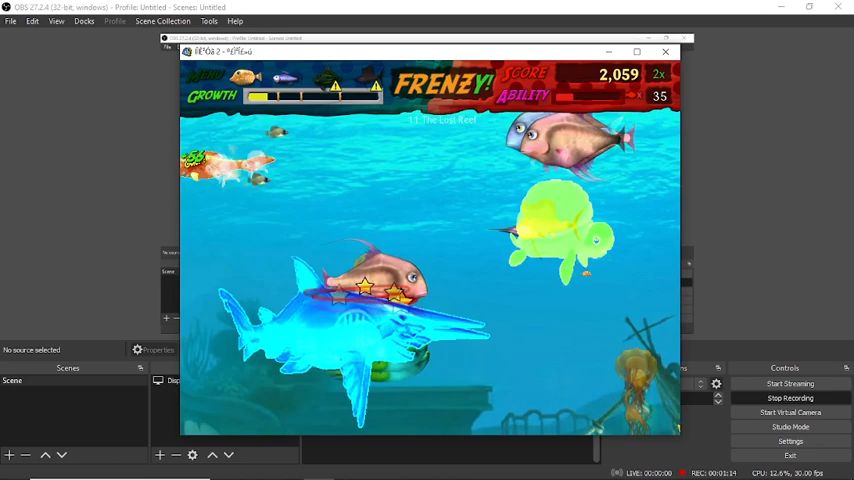 OBS 27.2.4 (32-bit, windows) - Profile: Untitled - Scenes: Untitled
File Edit View Docks Profile Scene Collection Tools Help
MENU
FRENZY!
SCORE 2,059 2x
GROWTH
ABILITY x 35
11.The Lost Reef
No source selected
Properties
Scenes
Scene
Controls
Start Streaming
Stop Recording
Start Virtual Camera
Studio Mode
Settings
Exit
LIVE: 00:00:00 REC: 00:01:14 CPU: 12.6%, 30.00 fps